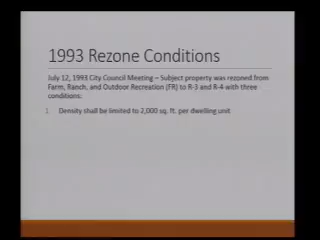 1993 Rezone Conditions
July 12, 1993 City Council Meeting – Subject property was rezoned from
Farm, Ranch, and Outdoor Recreation (FR) to R-3 and R-4 with three
conditions:
1. Density shall be limited to 2,000 sq. ft. per dwelling unit